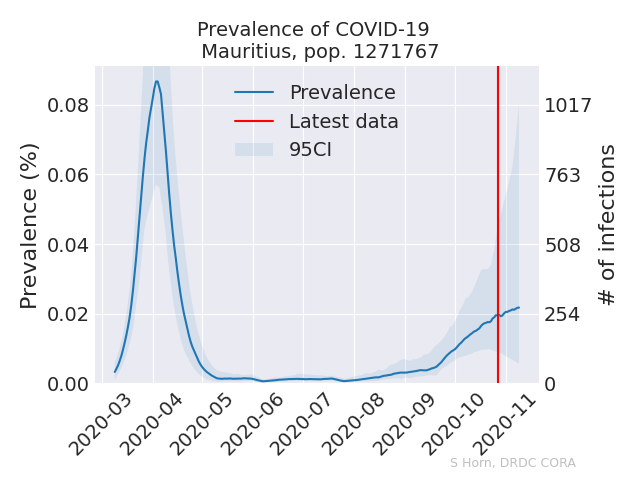 Prevalence of COVID-19
Mauritius, pop. 1271767
Prevalence
Latest data
95CI
Prevalence (%)
0.08
0.06
0.04
0.02
0.00
1017
763
508
254
0
# of infections
2020-03
2020-04
2020-05
2020-06
2020-07
2020-08
2020-09
2020-10
2020-11
S Horn, DRDC CORA